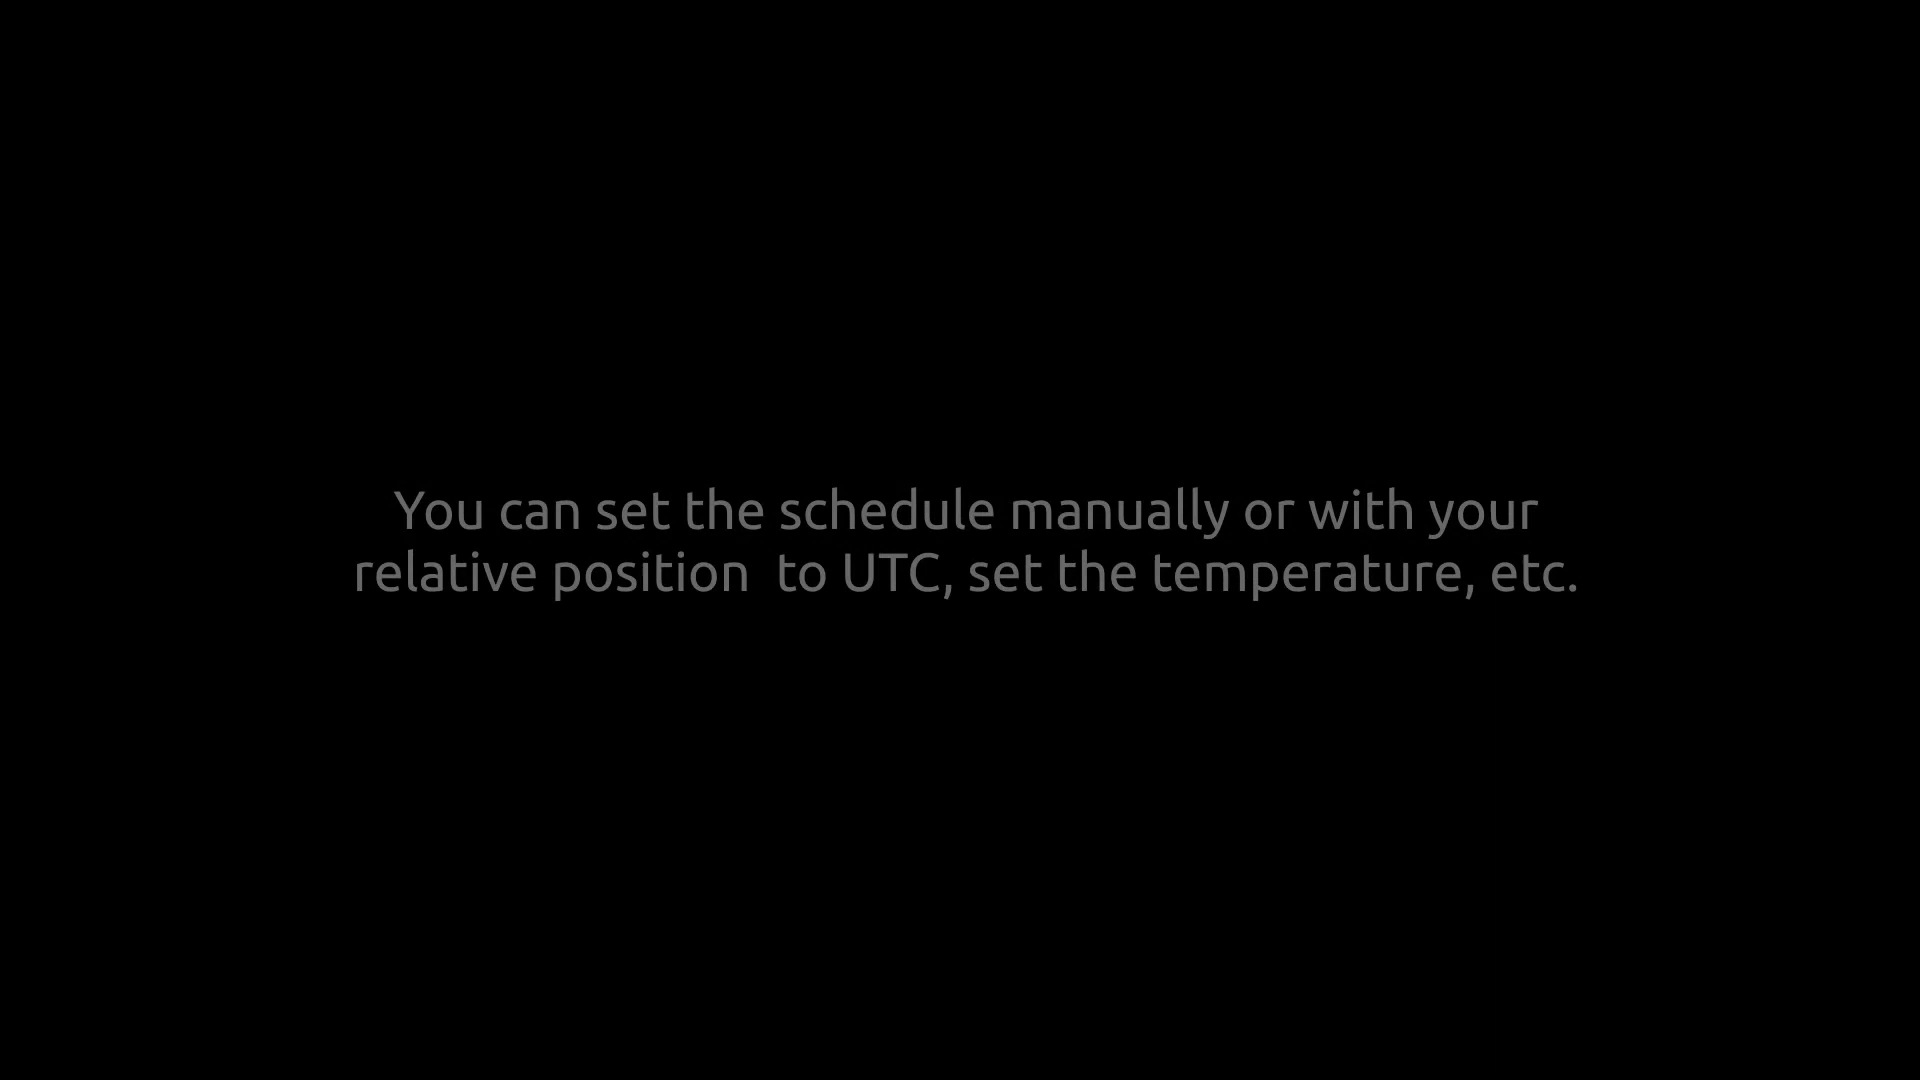 You can set the schedule manually or with your
relative position  to UTC, set the temperature, etc.